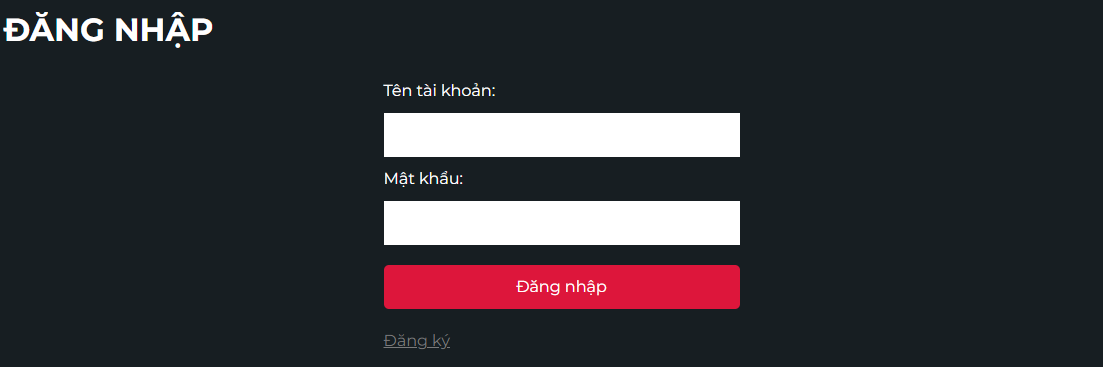 ĐĂNG NHẬP
Tên tài khoản:
Mật khẩu:
Đăng nhập
Đăng ký